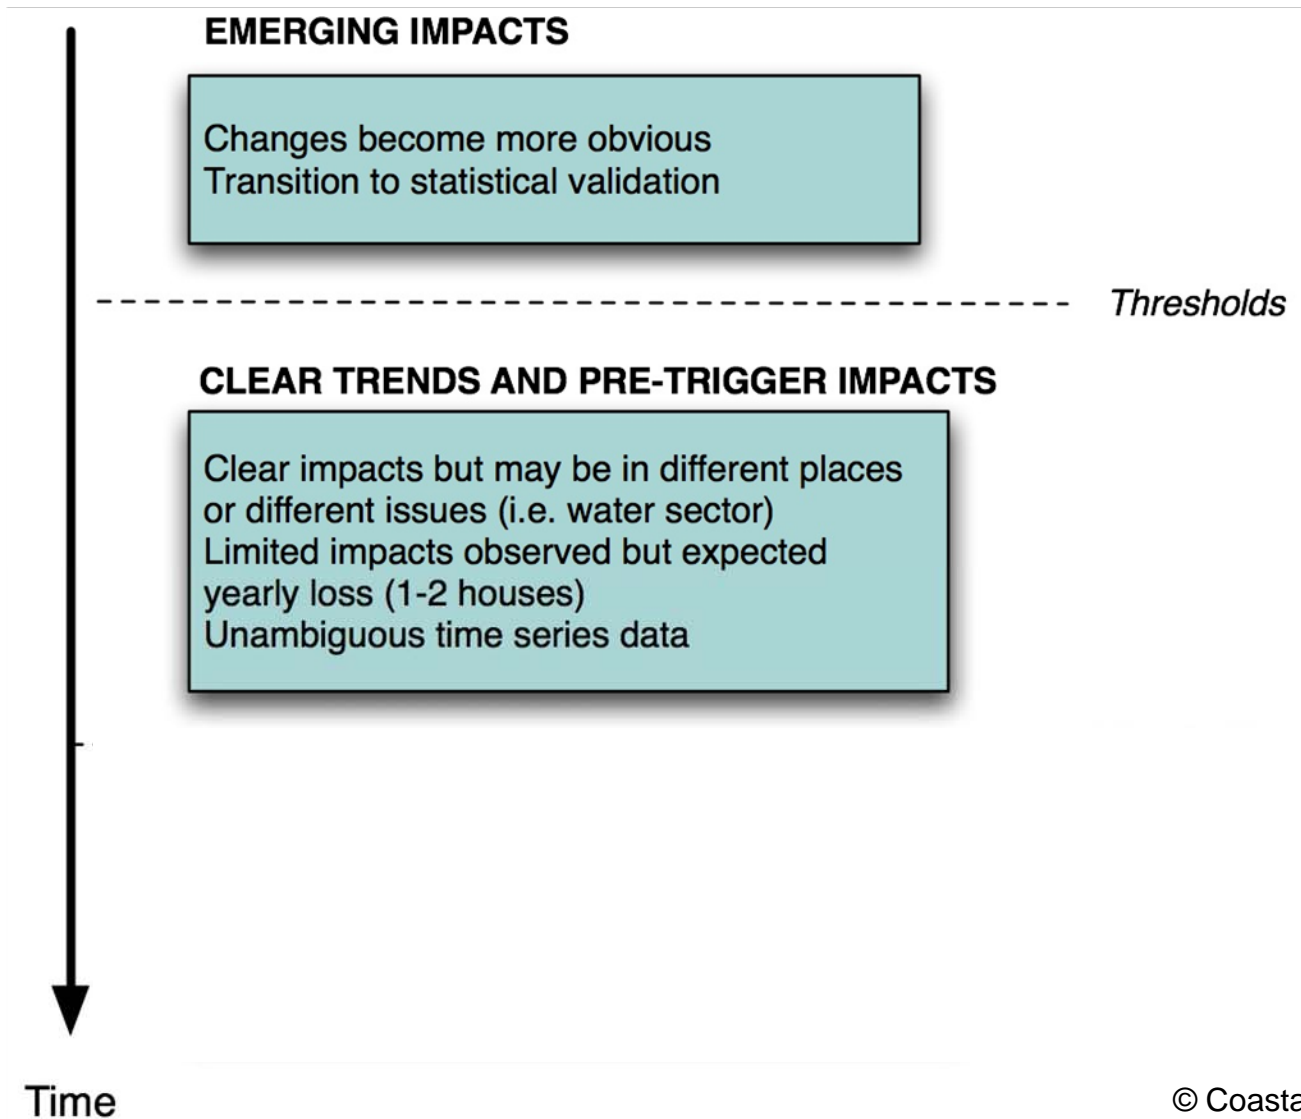 EMERGING IMPACTS
Changes become more obvious
Transition to statistical validation
Thresholds
CLEAR TRENDS AND PRE-TRIGGER IMPACTS
Clear impacts but may be in different places
or different issues (i.e. water sector)
Limited impacts observed but expected
yearly loss (1-2 houses)
Unambiguous time series data
Time
© Coasta